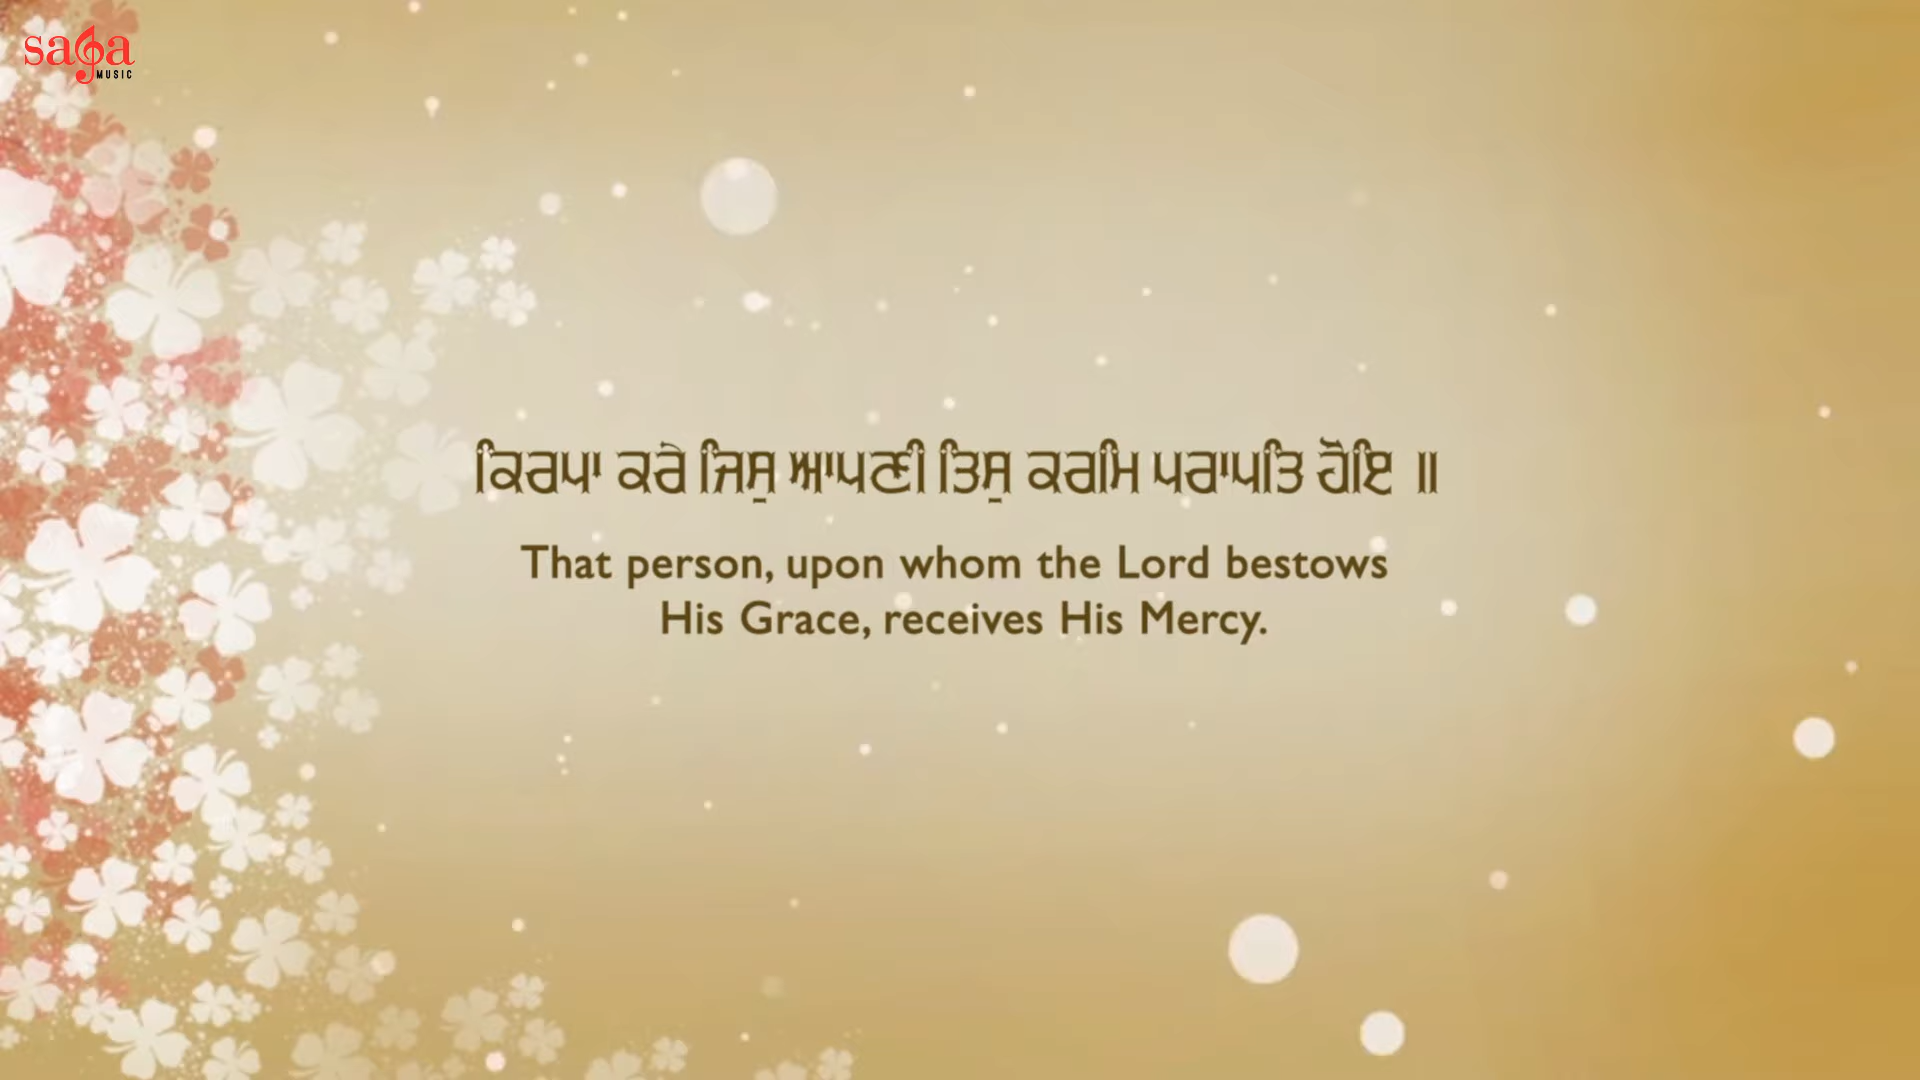 saga
MUSIC
ਕਿਰਪਾ ਕਰੇ ਜਿਸੁ ਆਪਣੀ ਤਿਸੁ ਕਰਮਿ ਪਰਾਪਤਿ ਹੋਇ ॥
That person, upon whom the Lord bestows
His Grace, receives His Mercy.